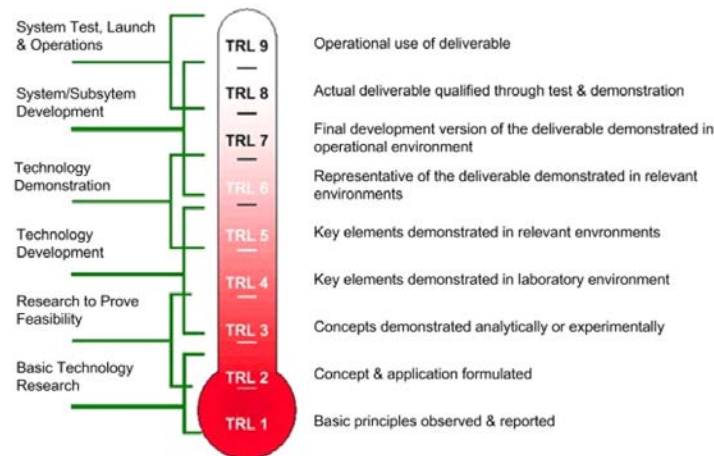 System Test, Launch
& Operations
System/Subsytem
Development
Technology
Demonstration
Technology
Development
Research to Prove
Feasibility
Basic Technology
Research
TRL 9
TRL 8
TRL 7
TRL 6
TRL 5
TRL 4
TRL 3
TRL 2
TRL 1
Operational use of deliverable
Actual deliverable qualified through test & demonstration
Final development version of the deliverable demonstrated in
operational environment
Representative of the deliverable demonstrated in relevant
environments
Key elements demonstrated in relevant envronments
Key elements demonstrated in laboratory environment
Concepts demonstrated analytically or experimentally
Concept & application formulated
Basic principles observed & reported